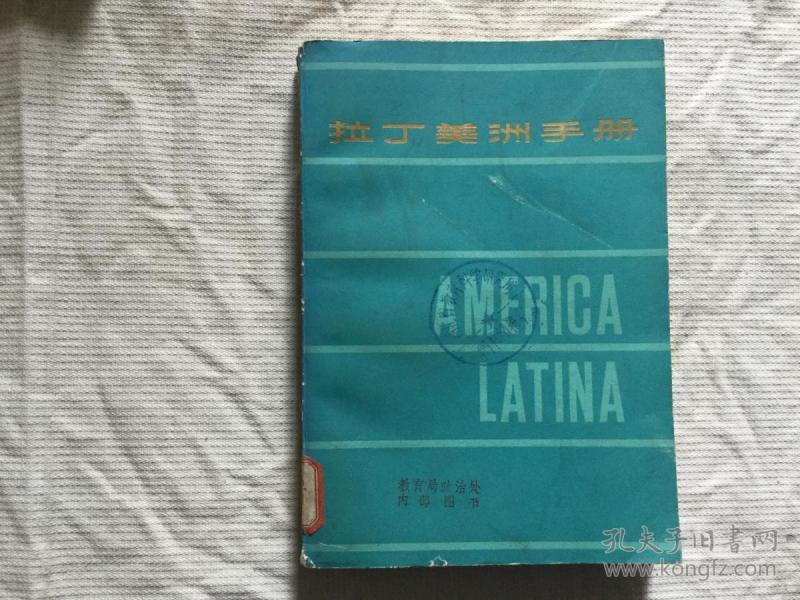 拉丁美洲手册
AMERICA
LATINA
教育局政治处
内部图书
孔夫子旧书网
www.kongfz.com